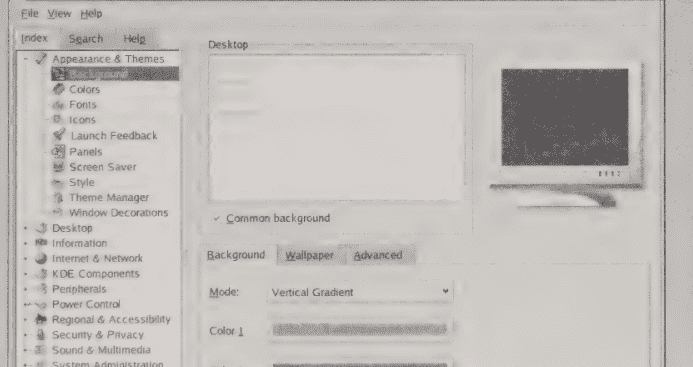 File View Help
Index Search Help
Appearance & Themes
Background
Colors
Fonts
Icons
Launch Feedback
Panels
Screen Saver
Style
Theme Manager
Window Decorations
Desktop
Information
Internet & Network
KDE Components
Peripherals
Power Control
Regional & Accessibility
Security & Privacy
Sound & Multimedia
System Administration
Desktop
Common background
Background Wallpaper Advanced
Mode: Vertical Gradient
Color 1